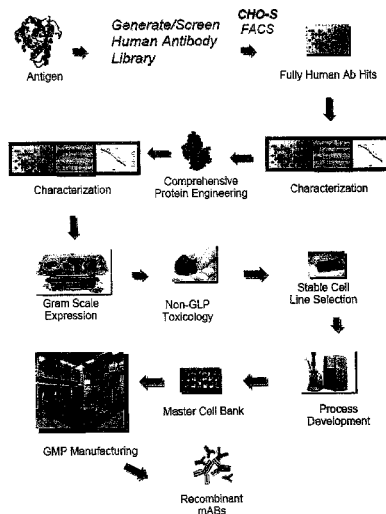 Antigen
Generate/Screen
Human Antibody
Library
CHO-S
FACS
Fully Human Ab Hits
Characterization
Comprehensive
Protein Engineering
Characterization
Gram Scale
Expression
Non-GLP
Toxicology
Stable Cell
Line Selection
GMP Manufacturing
Master Cell Bank
Process
Development
Recombinant
mABs